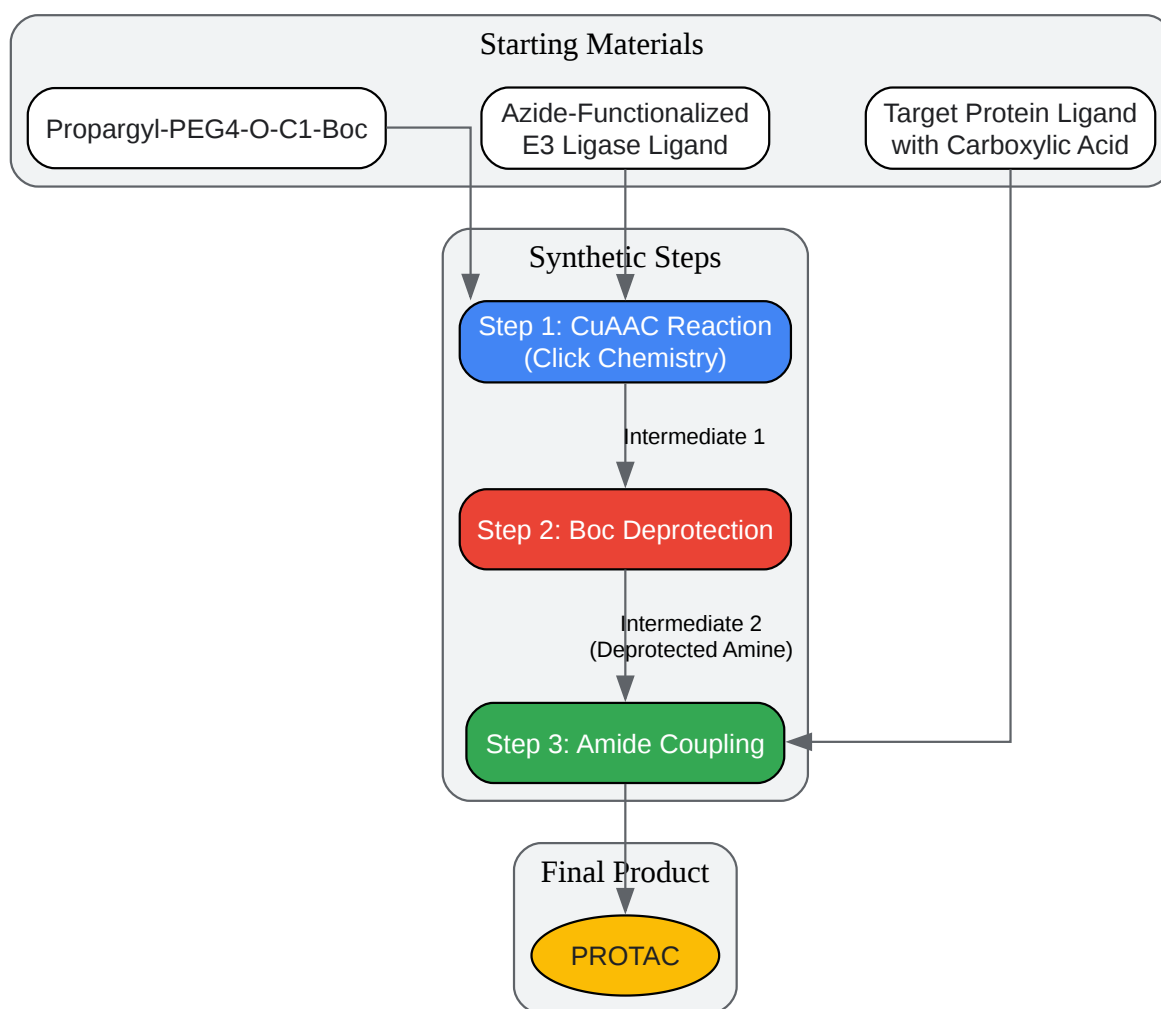 Starting Materials
Propargyl-PEG4-O-C1-Boc
Azide-Functionalized
E3 Ligase Ligand
Target Protein Ligand
with Carboxylic Acid
Synthetic Steps
Step 1: CuAAC Reaction
(Click Chemistry)
Intermediate 1
Step 2: Boc Deprotection
Intermediate 2
(Deprotected Amine)
Step 3: Amide Coupling
Final Product
PROTAC